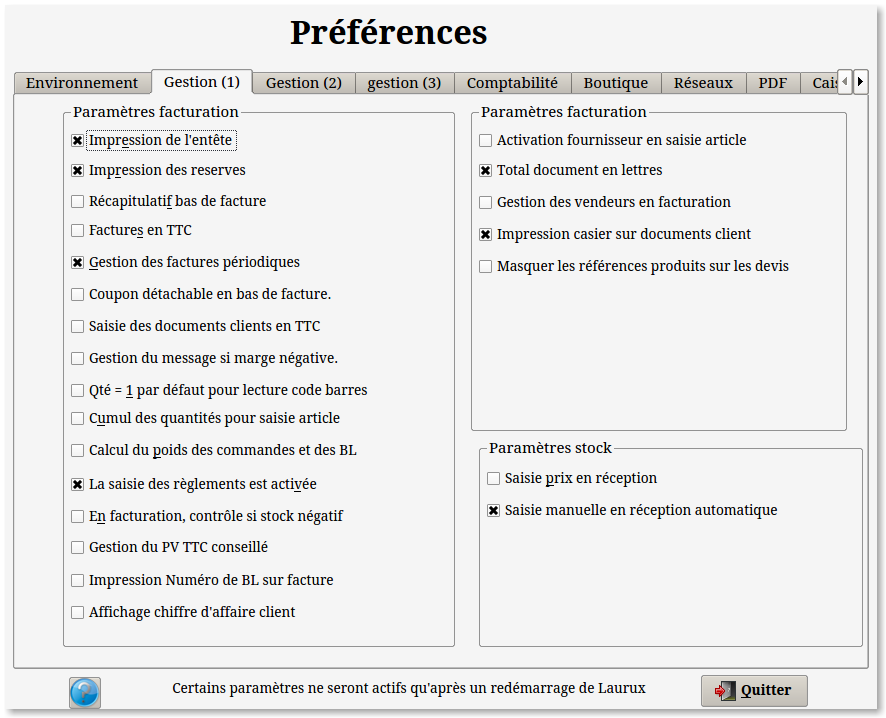 Préférences
Environnement Gestion (1) Gestion (2) gestion (3) Comptabilité Boutique Réseaux PDF Cais
Paramètres facturation
Impression de l'entête
Impression des reserves
Récapitulatif bas de facture
Factures en TTC
Gestion des factures périodiques
Coupon détachable en bas de facture.
Saisie des documents clients en TTC
Gestion du message si marge négative.
Qté = 1 par défaut pour lecture code barres
Cumul des quantités pour saisie article
Calcul du poids des commandes et des BL
La saisie des règlements est activée
En facturation, contrôle si stock négatif
Gestion du PV TTC conseillé
Impression Numéro de BL sur facture
Affichage chiffre d'affaire client
Paramètres facturation
Activation fournisseur en saisie article
Total document en lettres
Gestion des vendeurs en facturation
Impression casier sur documents client
Masquer les références produits sur les devis
Paramètres stock
Saisie prix en réception
Saisie manuelle en réception automatique
Certains paramètres ne seront actifs qu'après un redémarrage de Laurux
Quitter